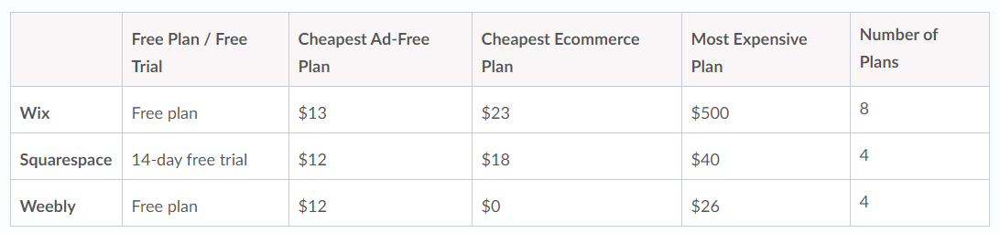 Free Plan / Free Trial Cheapest Ad-Free Plan Cheapest Ecommerce Plan Most Expensive Plan Number of Plans
Wix Free plan $13 $23 $500 8
Squarespace 14-day free trial $12 $18 $40 4
Weebly Free plan $12 $0 $26 4